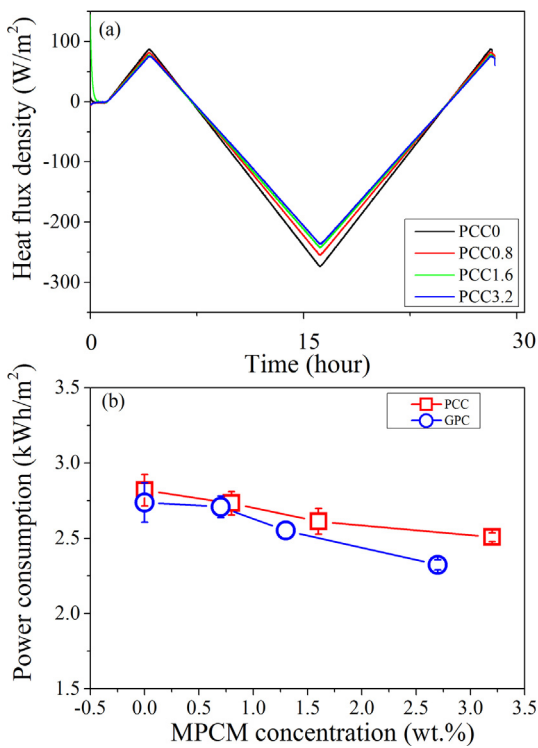 (a)
Heat flux density (W/m²)
100
0
-100
-200
-300
PCC0
PCC0.8
PCC1.6
PCC3.2
0
15
30
Time (hour)
(b)
Power consumption (kWh/m²)
3.5
3.0
2.5
2.0
1.5
PCC
GPC
-0.5
0.0
0.5
1.0
1.5
2.0
2.5
3.0
3.5
MPCM concentration (wt.%)